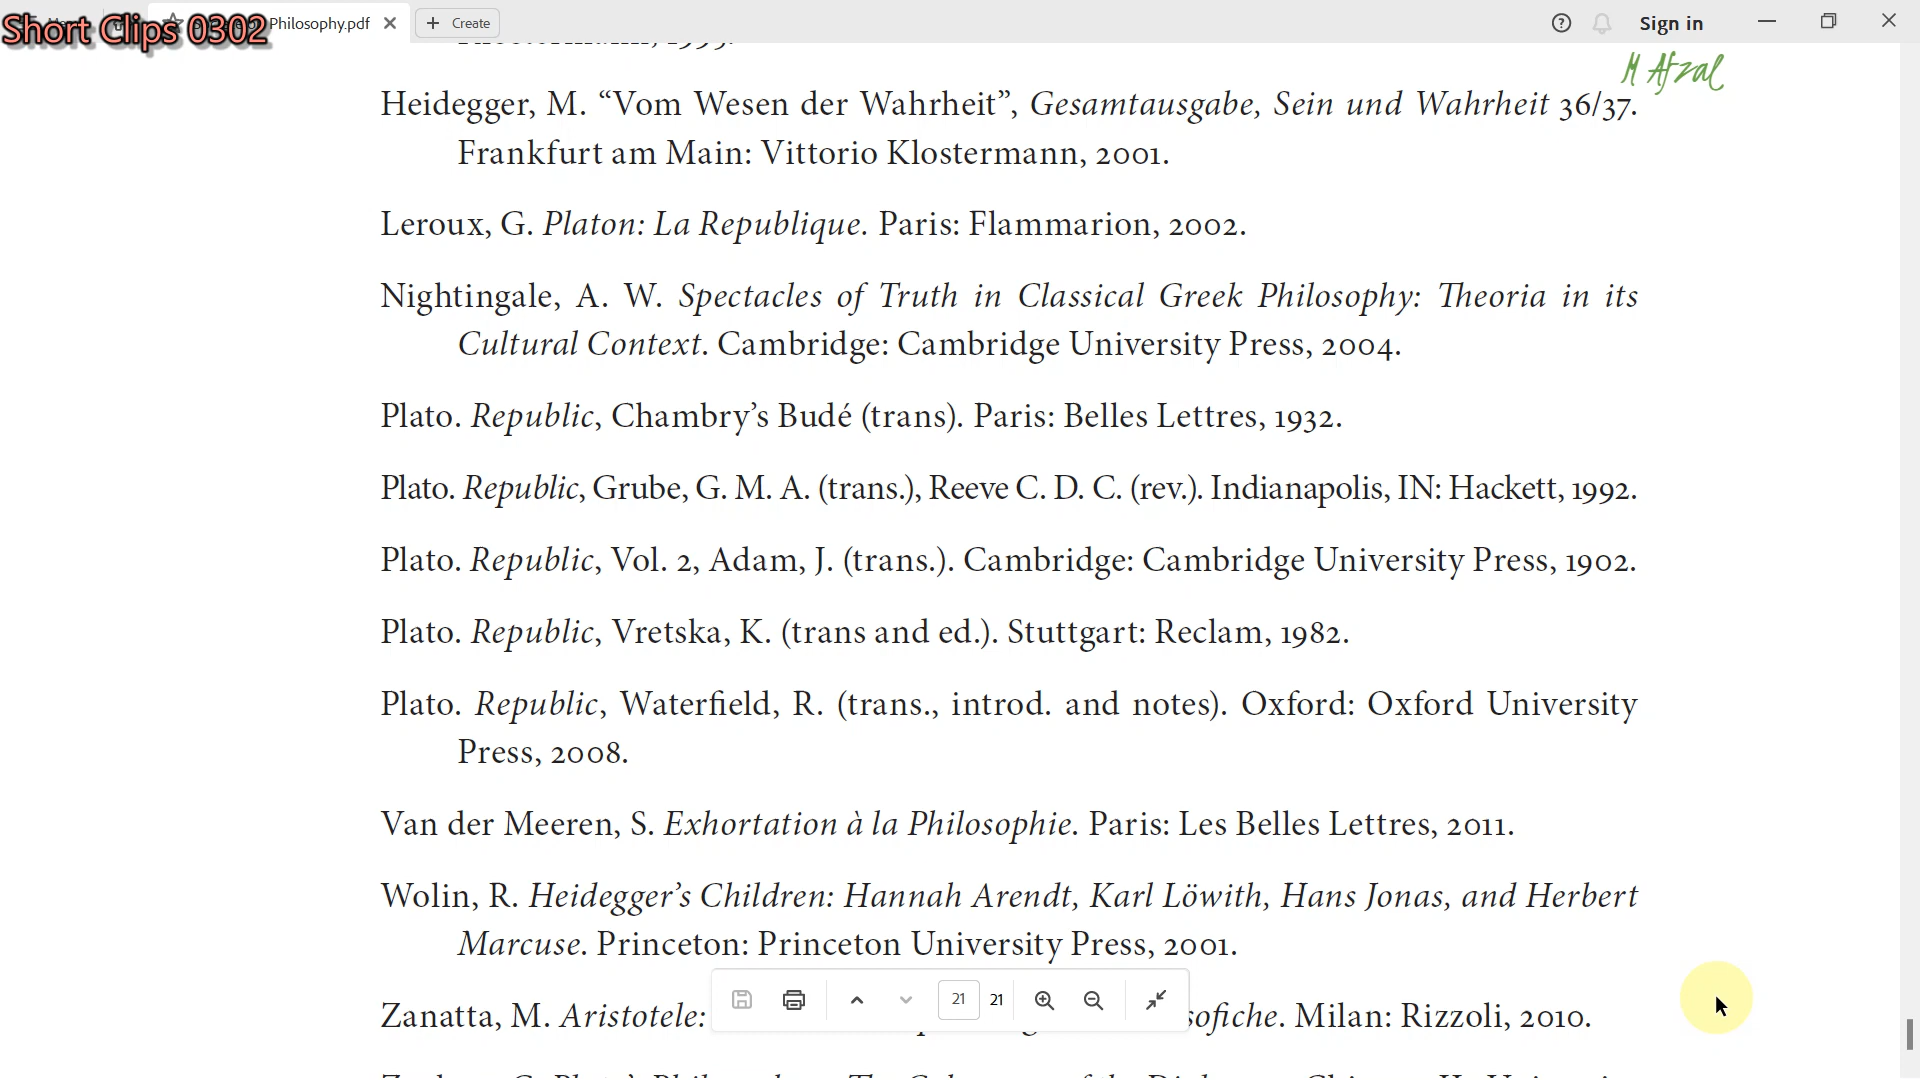 Short Clips 0302
Philosophy.pdf
Create
Sign in
M Afzal
Heidegger, M. “Vom Wesen der Wahrheit”, Gesamtausgabe, Sein und Wahrheit 36/37.
Frankfurt am Main: Vittorio Klostermann, 2001.
Leroux, G. Platon: La Republique. Paris: Flammarion, 2002.
Nightingale, A. W. Spectacles of Truth in Classical Greek Philosophy: Theoria in its
Cultural Context. Cambridge: Cambridge University Press, 2004.
Plato. Republic, Chambry’s Budé (trans). Paris: Belles Lettres, 1932.
Plato. Republic, Grube, G. M. A. (trans.), Reeve C. D. C. (rev.). Indianapolis, IN: Hackett, 1992.
Plato. Republic, Vol. 2, Adam, J. (trans.). Cambridge: Cambridge University Press, 1902.
Plato. Republic, Vretska, K. (trans and ed.). Stuttgart: Reclam, 1982.
Plato. Republic, Waterfield, R. (trans., introd. and notes). Oxford: Oxford University
Press, 2008.
Van der Meeren, S. Exhortation à la Philosophie. Paris: Les Belles Lettres, 2011.
Wolin, R. Heidegger’s Children: Hannah Arendt, Karl Löwith, Hans Jonas, and Herbert
Marcuse. Princeton: Princeton University Press, 2001.
21 21
Zanatta, M. Aristotele: sofiche. Milan: Rizzoli, 2010.